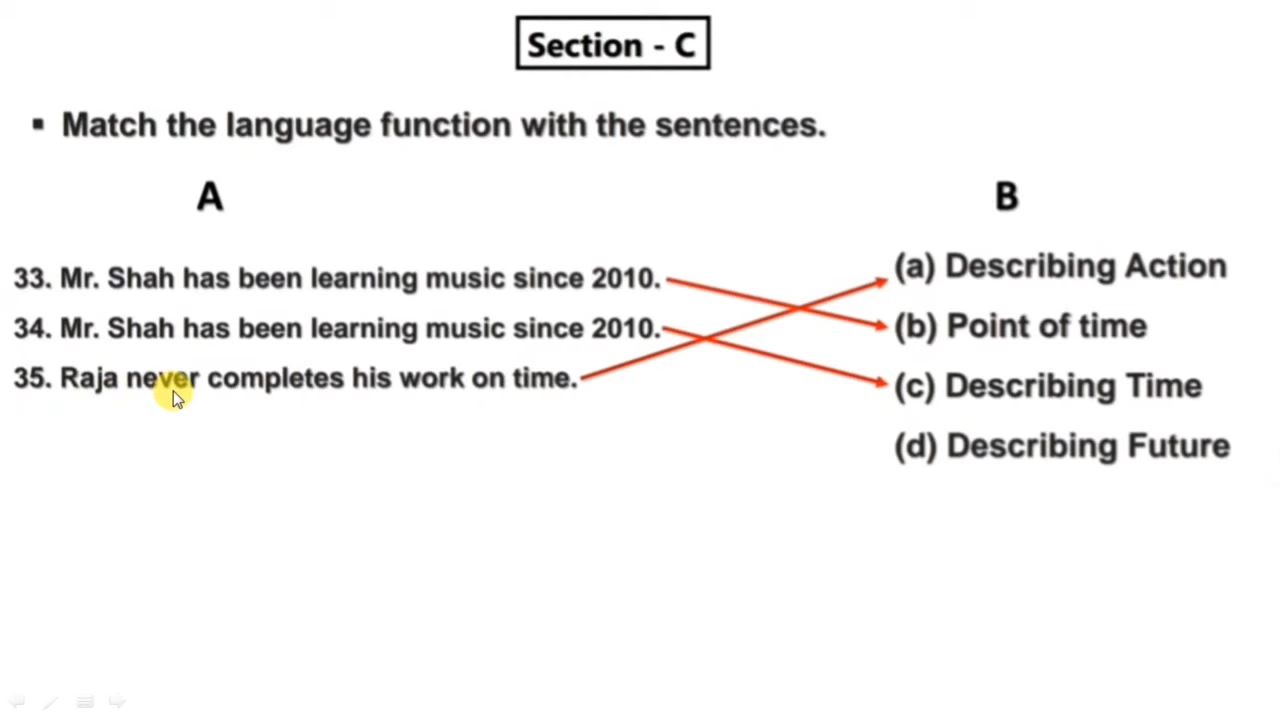 Section - C
▪ Match the language function with the sentences.
A
B
33. Mr. Shah has been learning music since 2010.
(a) Describing Action
34. Mr. Shah has been learning music since 2010.
(b) Point of time
35. Raja never completes his work on time.
(c) Describing Time
(d) Describing Future